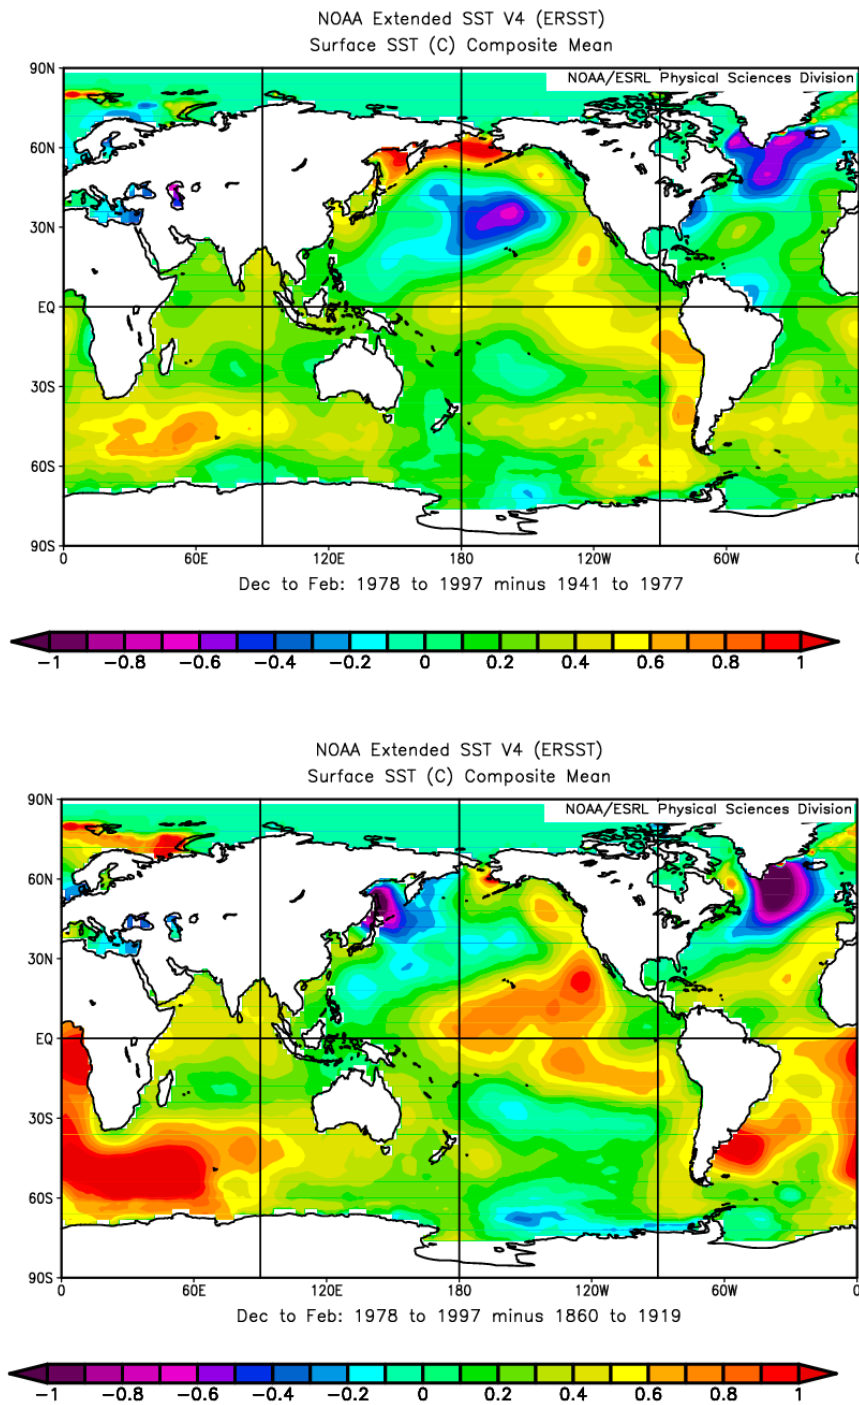 NOAA Extended SST V4 (ERSST)
Surface SST (C) Composite Mean
NOAA/ESRL Physical Sciences Division
90N
60N
30N
EQ
30S
60S
90S
0 60E 120E 180 120W 60W 0
Dec to Feb: 1978 to 1997 minus 1941 to 1977
-1 -0.8 -0.6 -0.4 -0.2 0 0.2 0.4 0.6 0.8 1
NOAA Extended SST V4 (ERSST)
Surface SST (C) Composite Mean
NOAA/ESRL Physical Sciences Division
90N
60N
30N
EQ
30S
60S
90S
0 60E 120E 180 120W 60W 0
Dec to Feb: 1978 to 1997 minus 1860 to 1919
-1 -0.8 -0.6 -0.4 -0.2 0 0.2 0.4 0.6 0.8 1